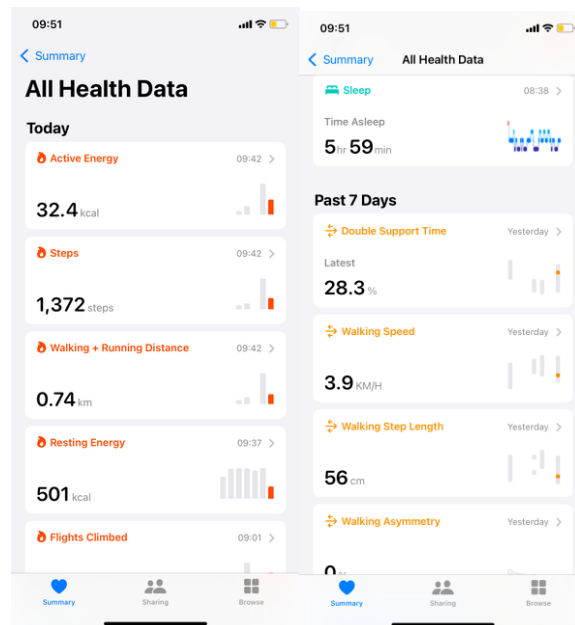 09:51
Summary
All Health Data
Today
Active Energy 09:42
32.4 kcal
Steps 09:42
1,372 steps
Walking + Running Distance 09:42
0.74 km
Resting Energy 09:37
501 kcal
Flights Climbed 09:01
Summary Sharing Browse
09:51
Summary All Health Data
Sleep 08:38
Time Asleep
5hr 59min
Past 7 Days
Double Support Time Yesterday
Latest
28.3 %
Walking Speed Yesterday
3.9 KM/H
Walking Step Length Yesterday
56 cm
Walking Asymmetry Yesterday
0 %
Summary Sharing Browse